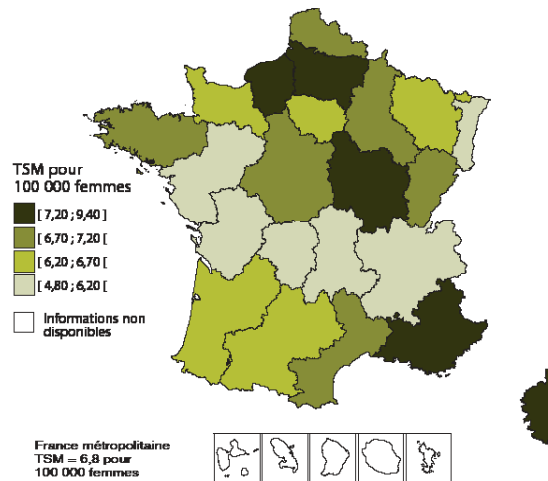 TSM pour
100 000 femmes
[ 7,20 ; 9,40 ]
[ 6,70 ; 7,20 [
[ 6,20 ; 6,70 [
[ 4,80 ; 6,20 [
Informations non
disponibles
France métropolitaine
TSM = 6,8 pour
100 000 femmes